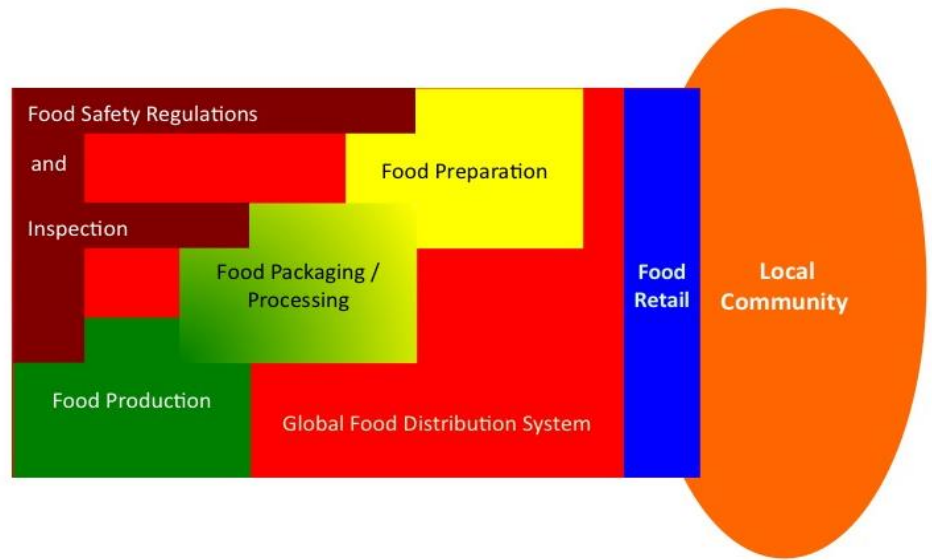 Food Safety Regulations
and
Inspection
Food Preparation
Food Packaging /
Processing
Food Production
Global Food Distribution System
Food
Retail
Local
Community